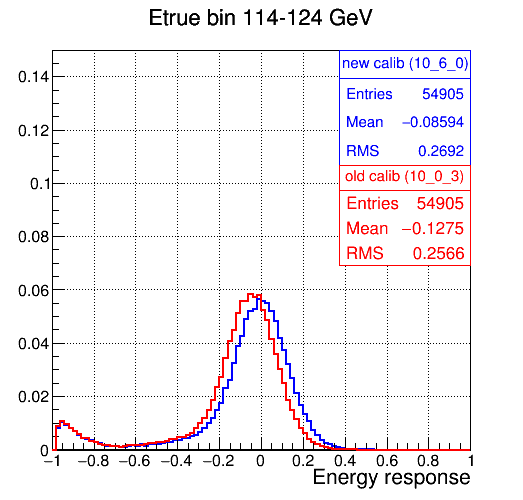 Etrue bin 114-124 GeV
new calib (10_6_0)
Entries 54905
Mean −0.08594
RMS 0.2692
old calib (10_0_3)
Entries 54905
Mean −0.1275
RMS 0.2566
0.14
0.12
0.1
0.08
0.06
0.04
0.02
0
−1 −0.8 −0.6 −0.4 −0.2 0 0.2 0.4 0.6 0.8 1
Energy response